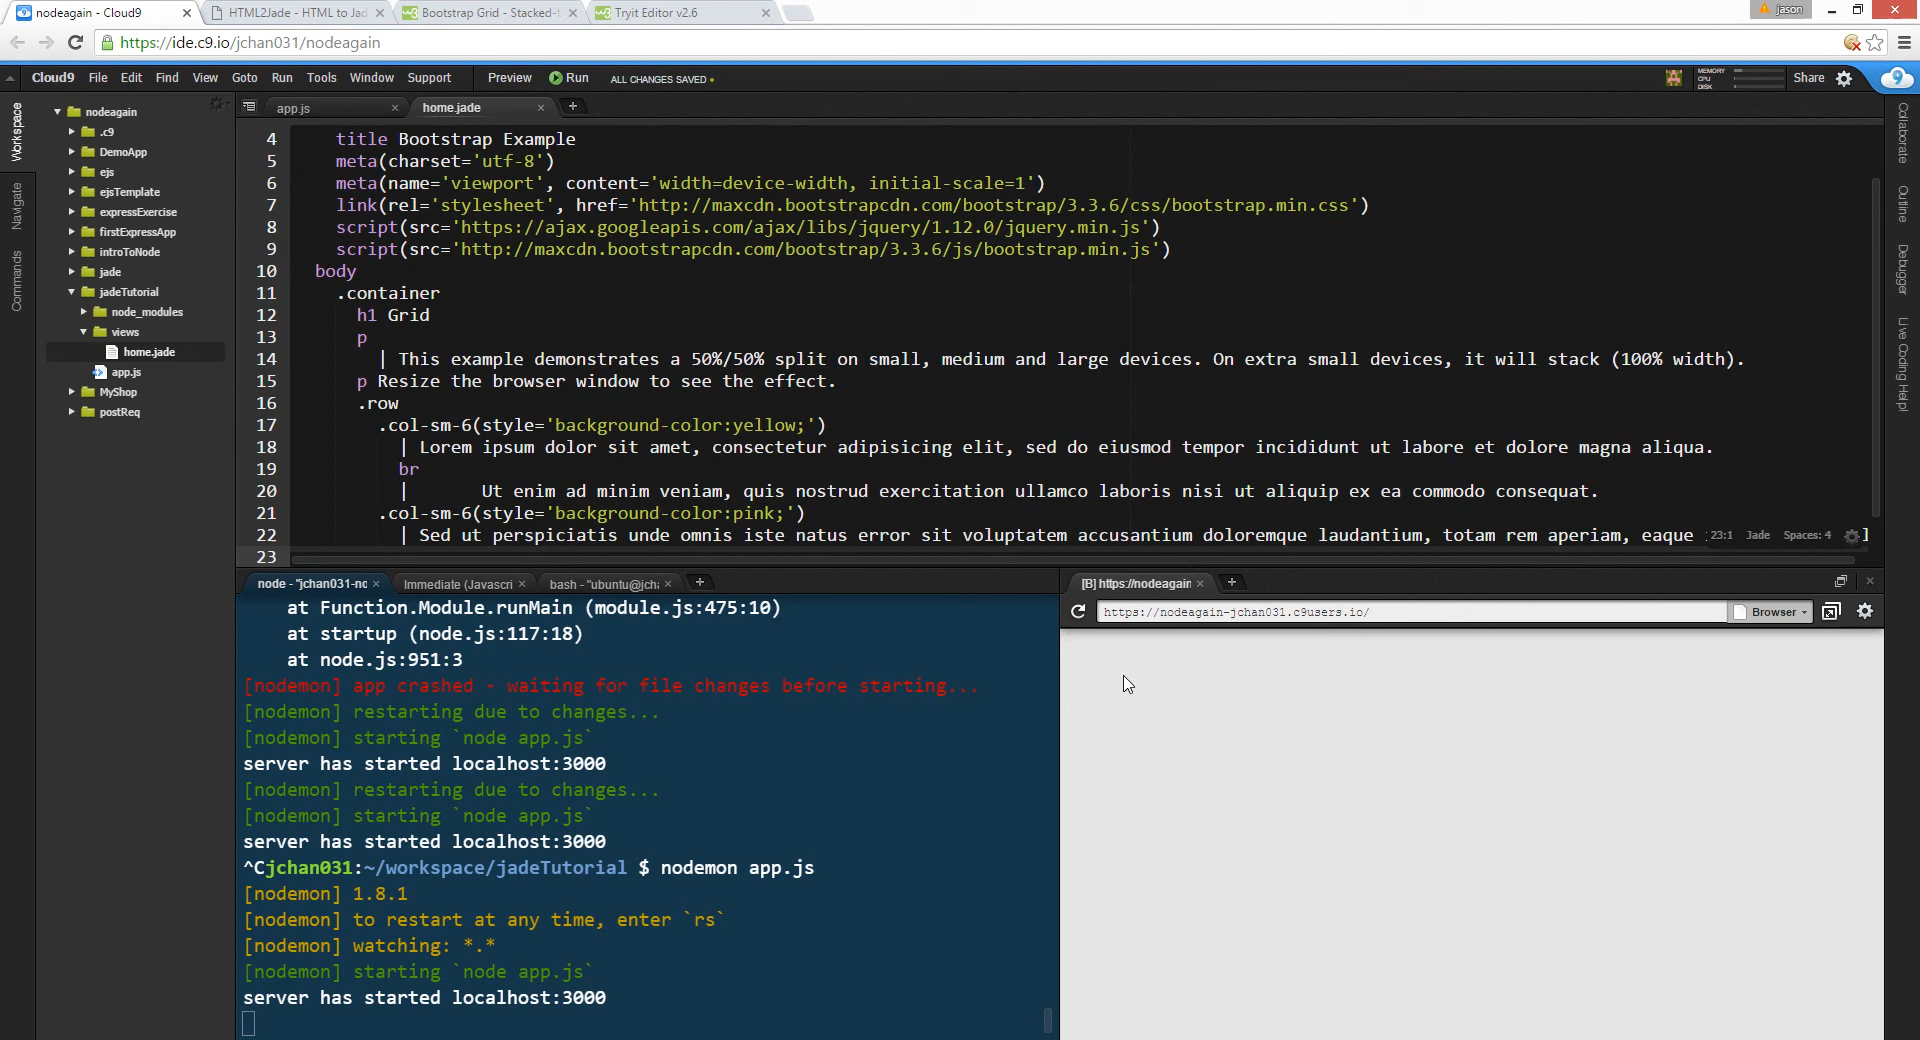 nodeagain - Cloud9
HTML2Jade - HTML to Jad
Bootstrap Grid - Stacked-t
Tryit Editor v2.6
jason
https://ide.c9.io/jchan031/nodeagain
Cloud9 File Edit Find View Goto Run Tools Window Support Preview Run ALL CHANGES SAVED
MEMORY
CPU
DISK
Share
Workspace
Navigate
Commands
nodeagain
.c9
DemoApp
ejs
ejsTemplate
expressExercise
firstExpressApp
introToNode
jade
jadeTutorial
node_modules
views
home.jade
app.js
MyShop
postReq
app.js
home.jade
4 title Bootstrap Example
5 meta(charset='utf-8')
6 meta(name='viewport', content='width=device-width, initial-scale=1')
7 link(rel='stylesheet', href='http://maxcdn.bootstrapcdn.com/bootstrap/3.3.6/css/bootstrap.min.css')
8 script(src='https://ajax.googleapis.com/ajax/libs/jquery/1.12.0/jquery.min.js')
9 script(src='http://maxcdn.bootstrapcdn.com/bootstrap/3.3.6/js/bootstrap.min.js')
10 body
11 .container
12 h1 Grid
13 p
14 | This example demonstrates a 50%/50% split on small, medium and large devices. On extra small devices, it will stack (100% width).
15 p Resize the browser window to see the effect.
16 .row
17 .col-sm-6(style='background-color:yellow;')
18 | Lorem ipsum dolor sit amet, consectetur adipisicing elit, sed do eiusmod tempor incididunt ut labore et dolore magna aliqua.
19 br
20 | Ut enim ad minim veniam, quis nostrud exercitation ullamco laboris nisi ut aliquip ex ea commodo consequat.
21 .col-sm-6(style='background-color:pink;')
22 | Sed ut perspiciatis unde omnis iste natus error sit voluptatem accusantium doloremque laudantium, totam rem aperiam, eaque
23
23:1 Jade Spaces: 4
Collaborate
Outline
Debugger
Live Coding Help!
node - "jchan031-no
Immediate (Javascri
bash - "ubuntu@jch
at Function.Module.runMain (module.js:475:10)
at startup (node.js:117:18)
at node.js:951:3
[nodemon] app crashed - waiting for file changes before starting...
[nodemon] restarting due to changes...
[nodemon] starting `node app.js`
server has started localhost:3000
[nodemon] restarting due to changes...
[nodemon] starting `node app.js`
server has started localhost:3000
^Cjchan031:~/workspace/jadeTutorial $ nodemon app.js
[nodemon] 1.8.1
[nodemon] to restart at any time, enter `rs`
[nodemon] watching: *.*
[nodemon] starting `node app.js`
server has started localhost:3000
[B] https://nodeagain
https://nodeagain-jchan031.c9users.io/
Browser